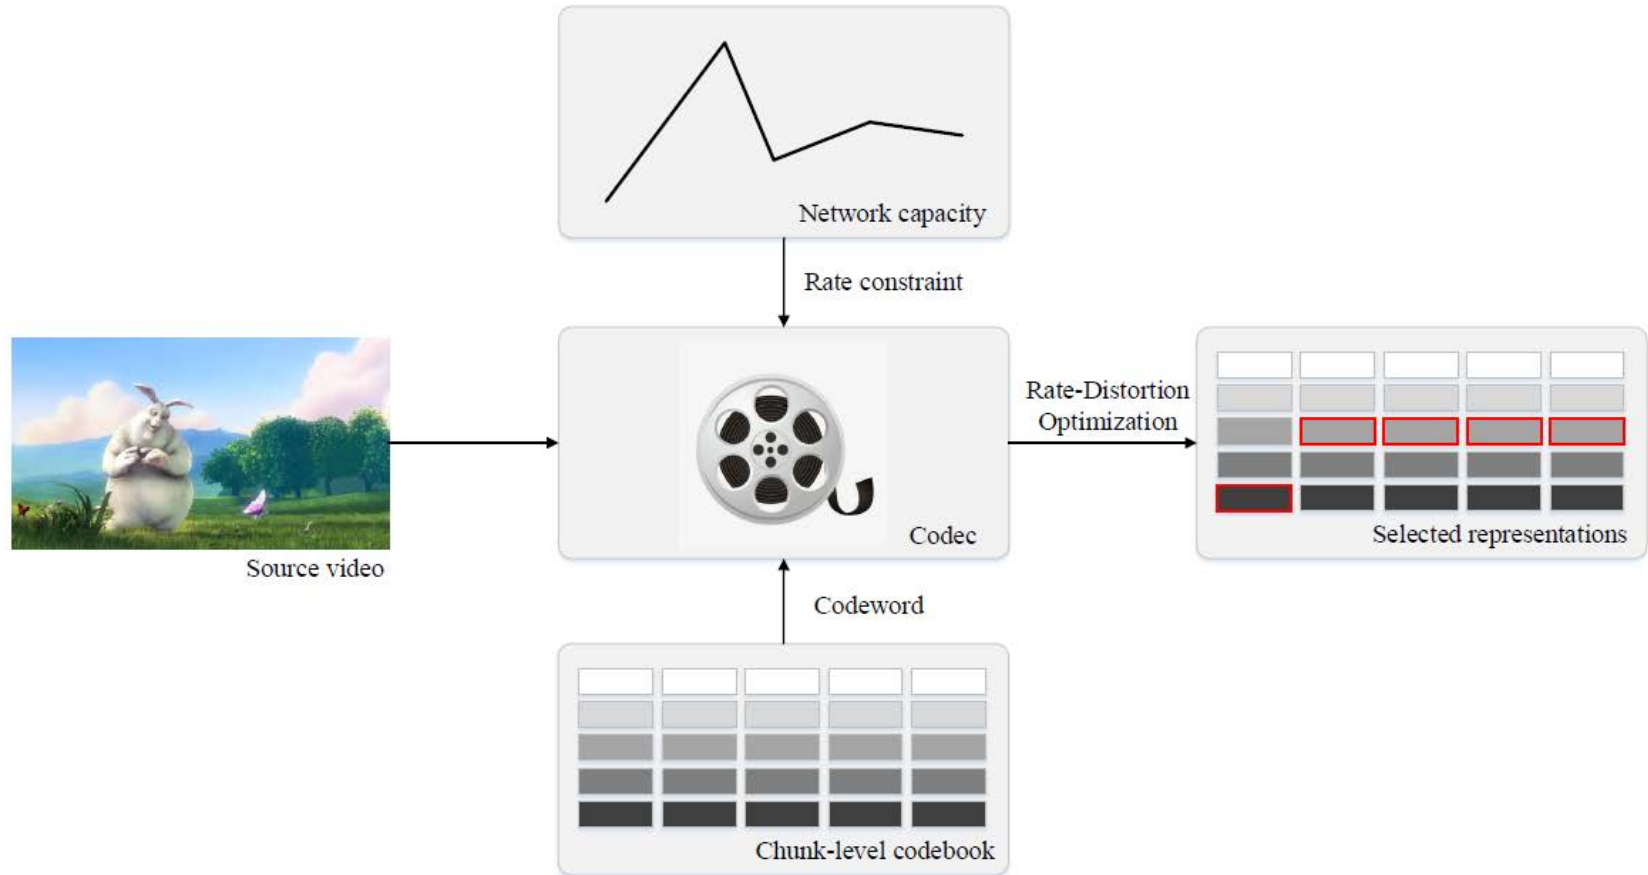 Network capacity
Rate constraint
Rate-Distortion
Optimization
Codec
Selected representations
Source video
Codeword
Chunk-level codebook